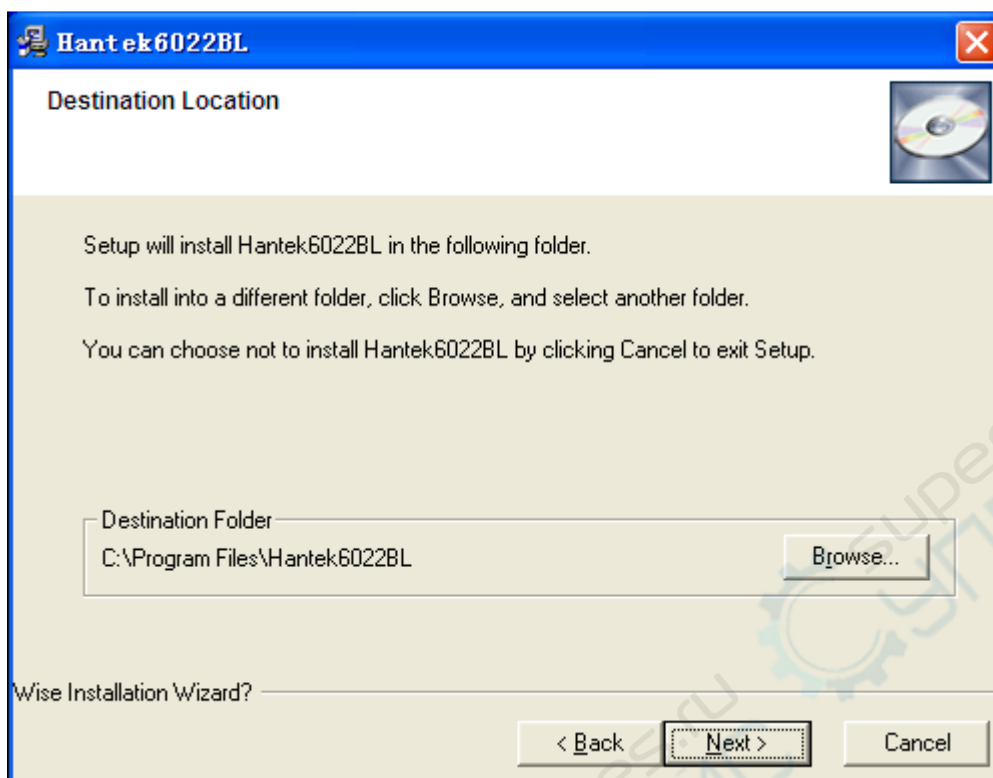 Hantek6022BL
Destination Location
Setup will install Hantek6022BL in the following folder.
To install into a different folder, click Browse, and select another folder.
You can choose not to install Hantek6022BL by clicking Cancel to exit Setup.
Destination Folder
C:\Program Files\Hantek6022BL
Browse...
Wise Installation Wizard?
< Back
Next >
Cancel